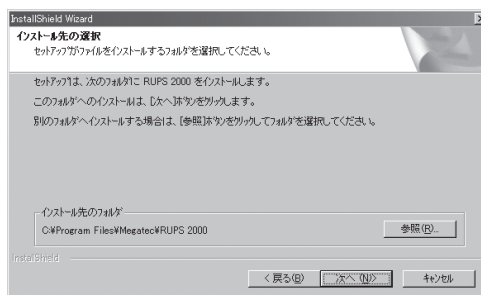 InstallShield Wizard
インストール先の選択
セットアップがファイルをインストールするフォルダを選択してください。
セットアップは、次のフォルダに RUPS 2000 をインストールします。
このフォルダへのインストールは、[次へ]ボタンをクリックします。
別のフォルダへインストールする場合は、[参照]ボタンをクリックしてフォルダを選択してください。
インストール先のフォルダ
C:¥Program Files¥Megatec¥RUPS 2000
参照(R)...
InstallShield
< 戻る(B)
次へ (N)>
キャンセル